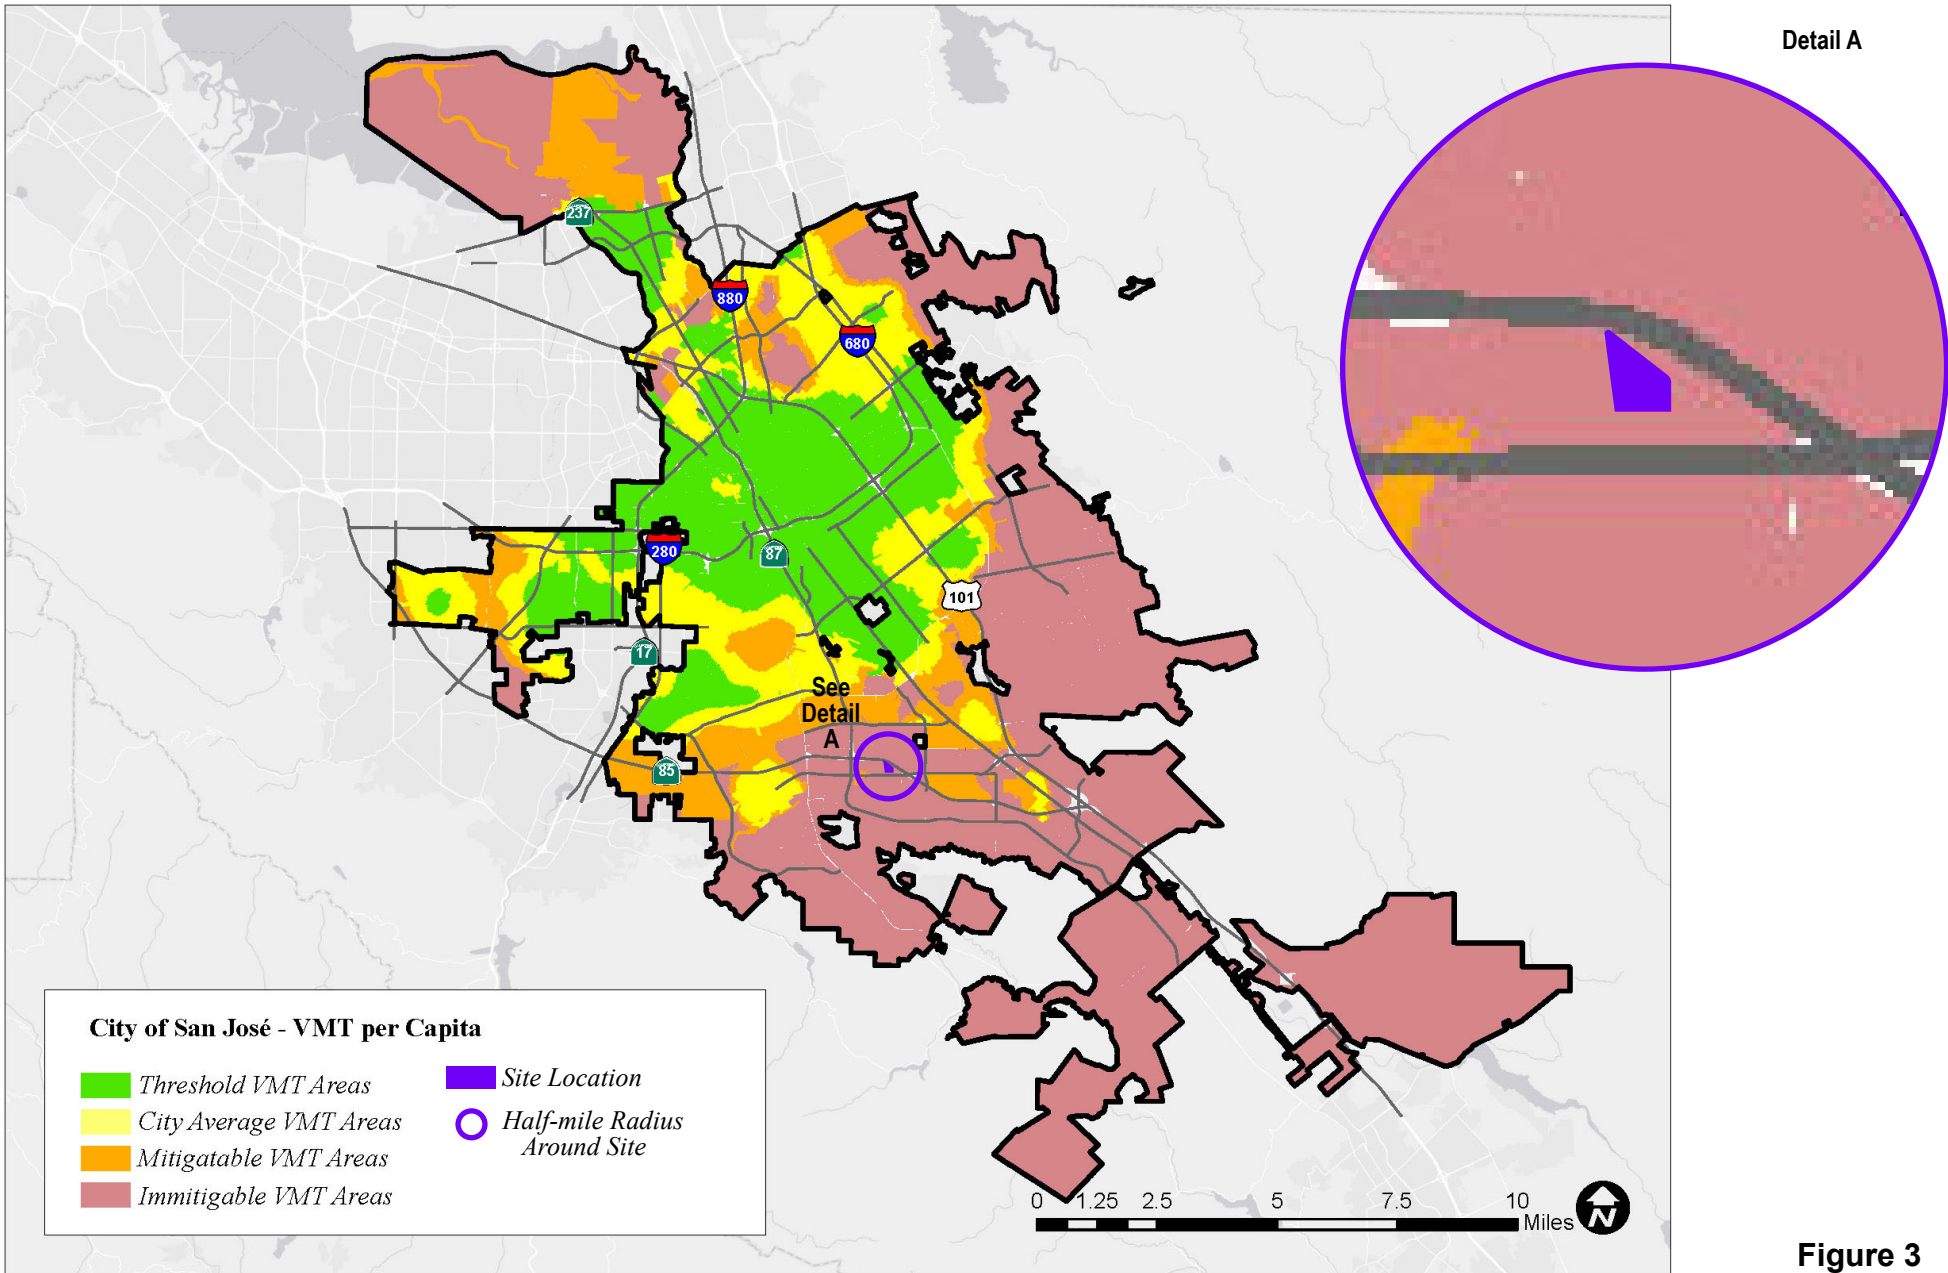 Detail A
237
880
680
280
87
101
17
See
Detail
A
85
City of San José - VMT per Capita
Threshold VMT Areas
City Average VMT Areas
Mitigatable VMT Areas
Immitigable VMT Areas
Site Location
Half-mile Radius
Around Site
0 1.25 2.5 5 7.5 10
Miles
N
Figure 3